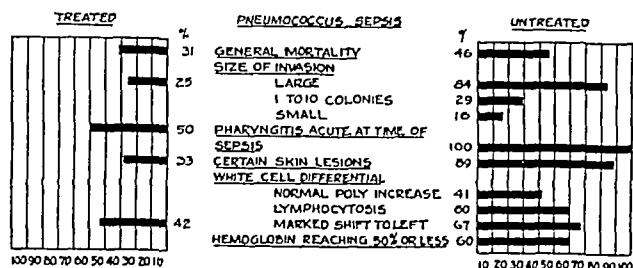 TREATED PNEUMOCOCCUS SEPSIS UNTREATED
% %
31 GENERAL MORTALITY 46
SIZE OF INVASION
25 LARGE 84
1 TO 10 COLONIES 29
SMALL 16
50 PHARYNGITIS ACUTE AT TIME OF
SEPSIS 100
33 CERTAIN SKIN LESIONS 89
WHITE CELL DIFFERENTIAL
NORMAL POLY INCREASE 41
LYMPHOCYTOSIS 60
42 MARKED SHIFT TO LEFT 67
HEMOGLOBIN REACHING 50% OR LESS 60
100 90 80 70 60 50 40 30 20 10 10 20 30 40 50 60 70 80 90 100